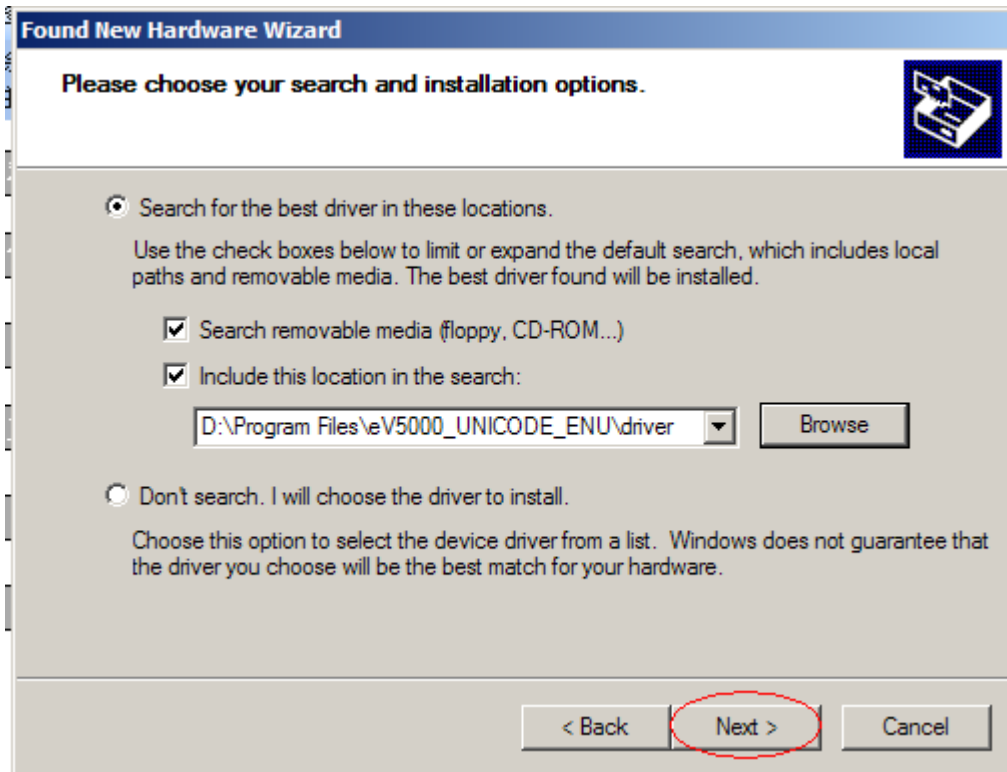 Found New Hardware Wizard
Please choose your search and installation options.
Search for the best driver in these locations.
Use the check boxes below to limit or expand the default search, which includes local
paths and removable media. The best driver found will be installed.
Search removable media (floppy, CD-ROM...)
Include this location in the search:
D:\Program Files\eV5000_UNICODE_ENU\driver
Browse
Don't search. I will choose the driver to install.
Choose this option to select the device driver from a list.  Windows does not guarantee that
the driver you choose will be the best match for your hardware.
< Back
Next >
Cancel